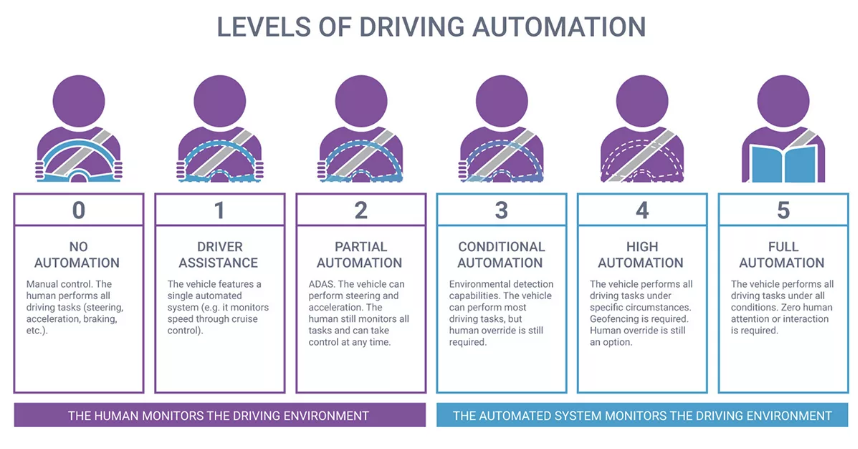 LEVELS OF DRIVING AUTOMATION
0
NO
AUTOMATION
Manual control. The
human performs all
driving tasks (steering,
acceleration, braking,
etc.).
1
DRIVER
ASSISTANCE
The vehicle features a
single automated
system (e.g. it monitors
speed through cruise
control).
2
PARTIAL
AUTOMATION
ADAS. The vehicle can
perform steering and
acceleration. The
human still monitors all
tasks and can take
control at any time.
3
CONDITIONAL
AUTOMATION
Environmental detection
capabilities. The vehicle
can perform most
driving tasks, but
human override is still
required.
4
HIGH
AUTOMATION
The vehicle performs all
driving tasks under
specific circumstances.
Geofencing is required.
Human override is still
an option.
5
FULL
AUTOMATION
The vehicle performs all
driving tasks under all
conditions. Zero human
attention or interaction
is required.
THE HUMAN MONITORS THE DRIVING ENVIRONMENT
THE AUTOMATED SYSTEM MONITORS THE DRIVING ENVIRONMENT